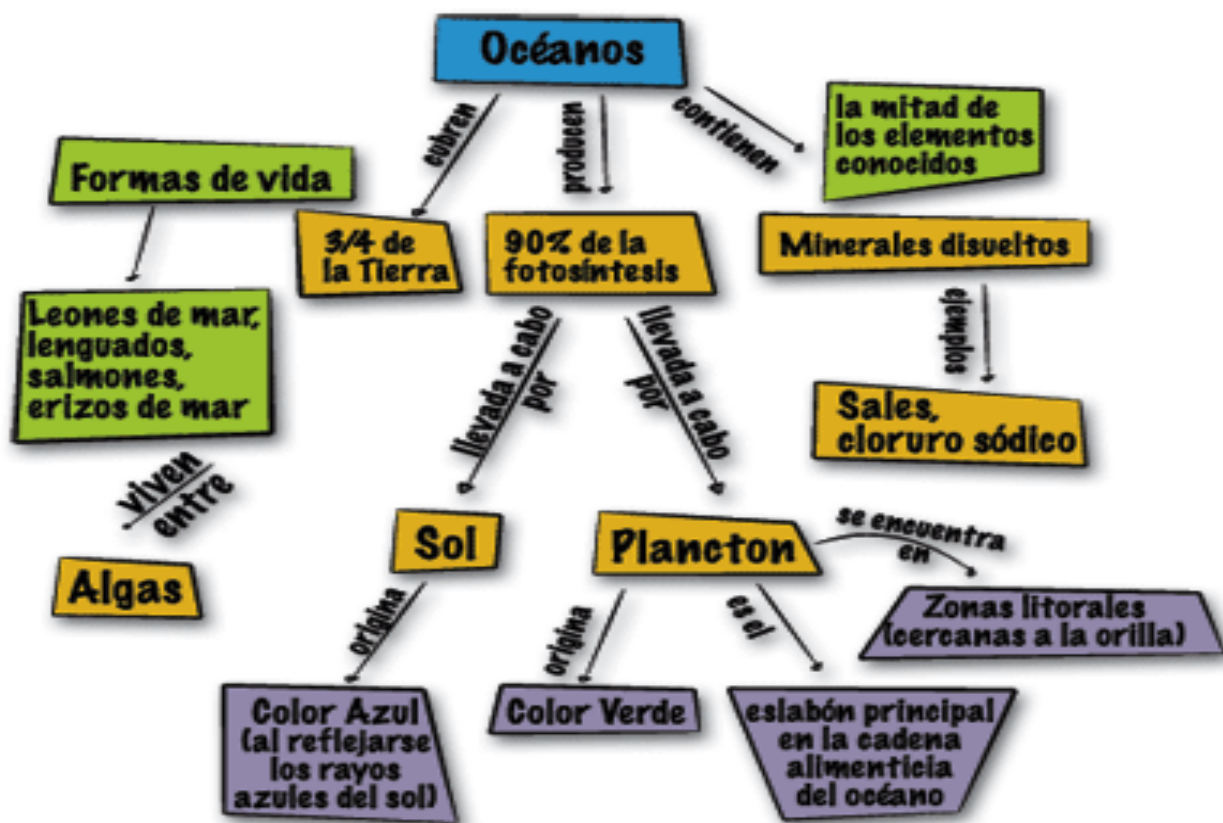 Océanos
cubren
producen
contienen
la mitad de
los elementos
conocidos
Formas de vida
3/4 de
la Tierra
90% de la
fotosíntesis
Minerales disueltos
ejemplos
Leones de mar,
lenguados,
salmones,
erizos de mar
llevada a cabo
por
llevada a cabo
por
Sales,
cloruro sódico
viven
entre
Algas
Sol
Plancton
se encuentra
en
Zonas litorales
(cercanas a la orilla)
origina
origina
es el
Color Azul
(al reflejarse
los rayos
azules del sol)
Color Verde
eslabón principal
en la cadena
alimenticia
del océano